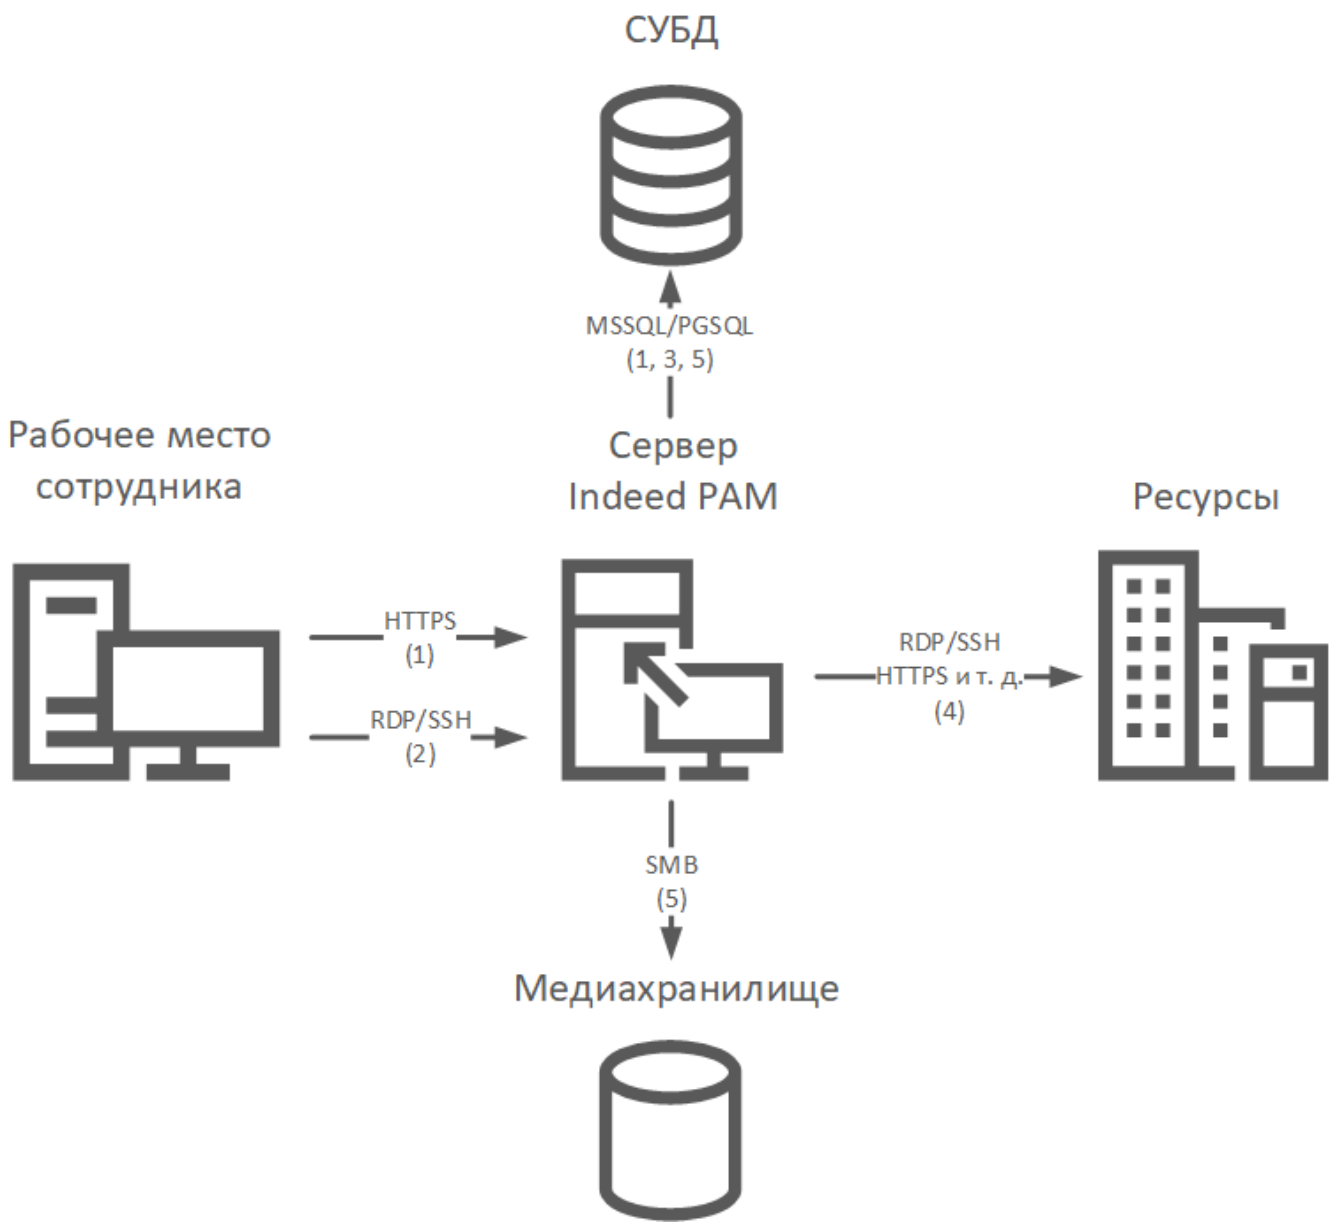 СУБД
MSSQL/PGSQL
(1, 3, 5)
Рабочее место
сотрудника
Сервер
Indeed PAM
Ресурсы
HTTPS
(1)
RDP/SSH
(2)
RDP/SSH
HTTPS и т. д.
(4)
SMB
(5)
Медиахранилище